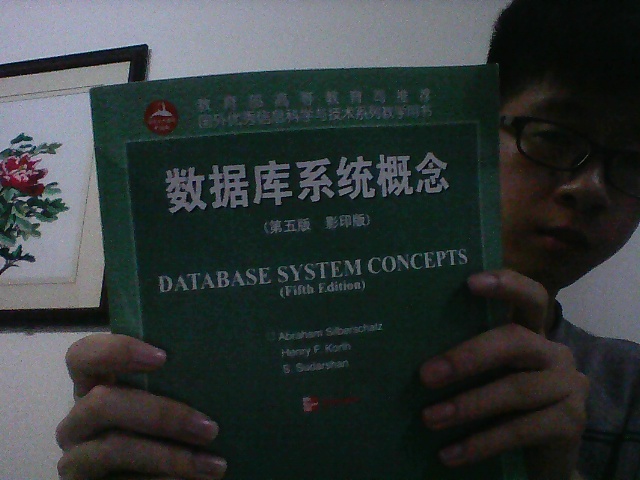 教育部高等教育司推荐
国外优秀信息科学与技术系列教学用书
数据库系统概念
(第五版 影印版)
DATABASE SYSTEM CONCEPTS
(Fifth Edition)
Abraham Silberschatz
Henry F. Korth
S. Sudarshan